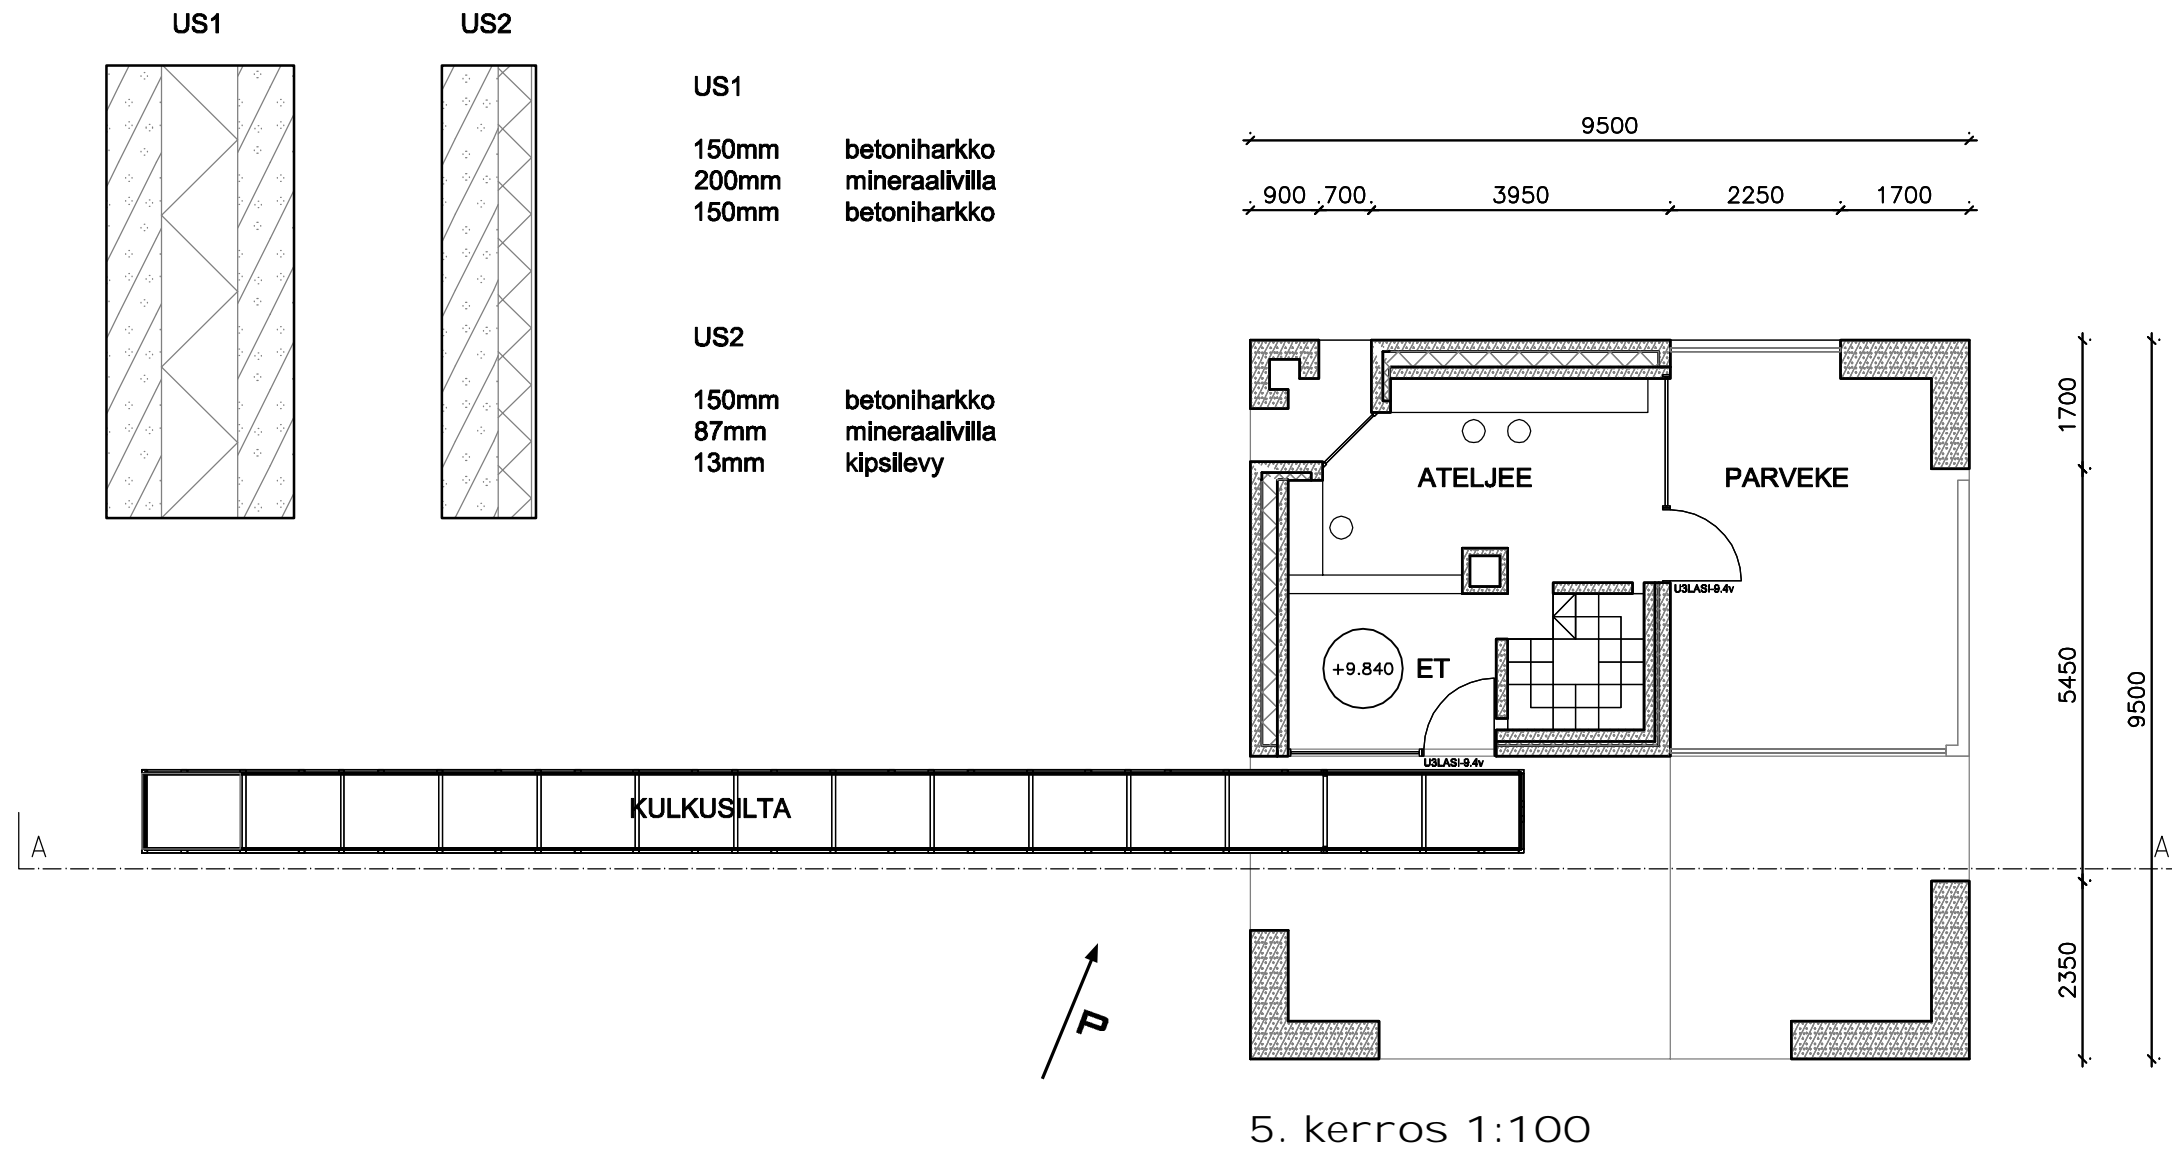 US1
US2
US1
150mm betoniharkko
200mm mineraalivilla
150mm betoniharkko
US2
150mm betoniharkko
87mm mineraalivilla
13mm kipsilevy
9500
900 700 3950 2250 1700
ATELJEE
PARVEKE
U3LASI-9.4v
+9.840
ET
U3LASI-9.4v
1700
5450
2350
9500
KULKUSILTA
A
A
P
5. kerros 1:100